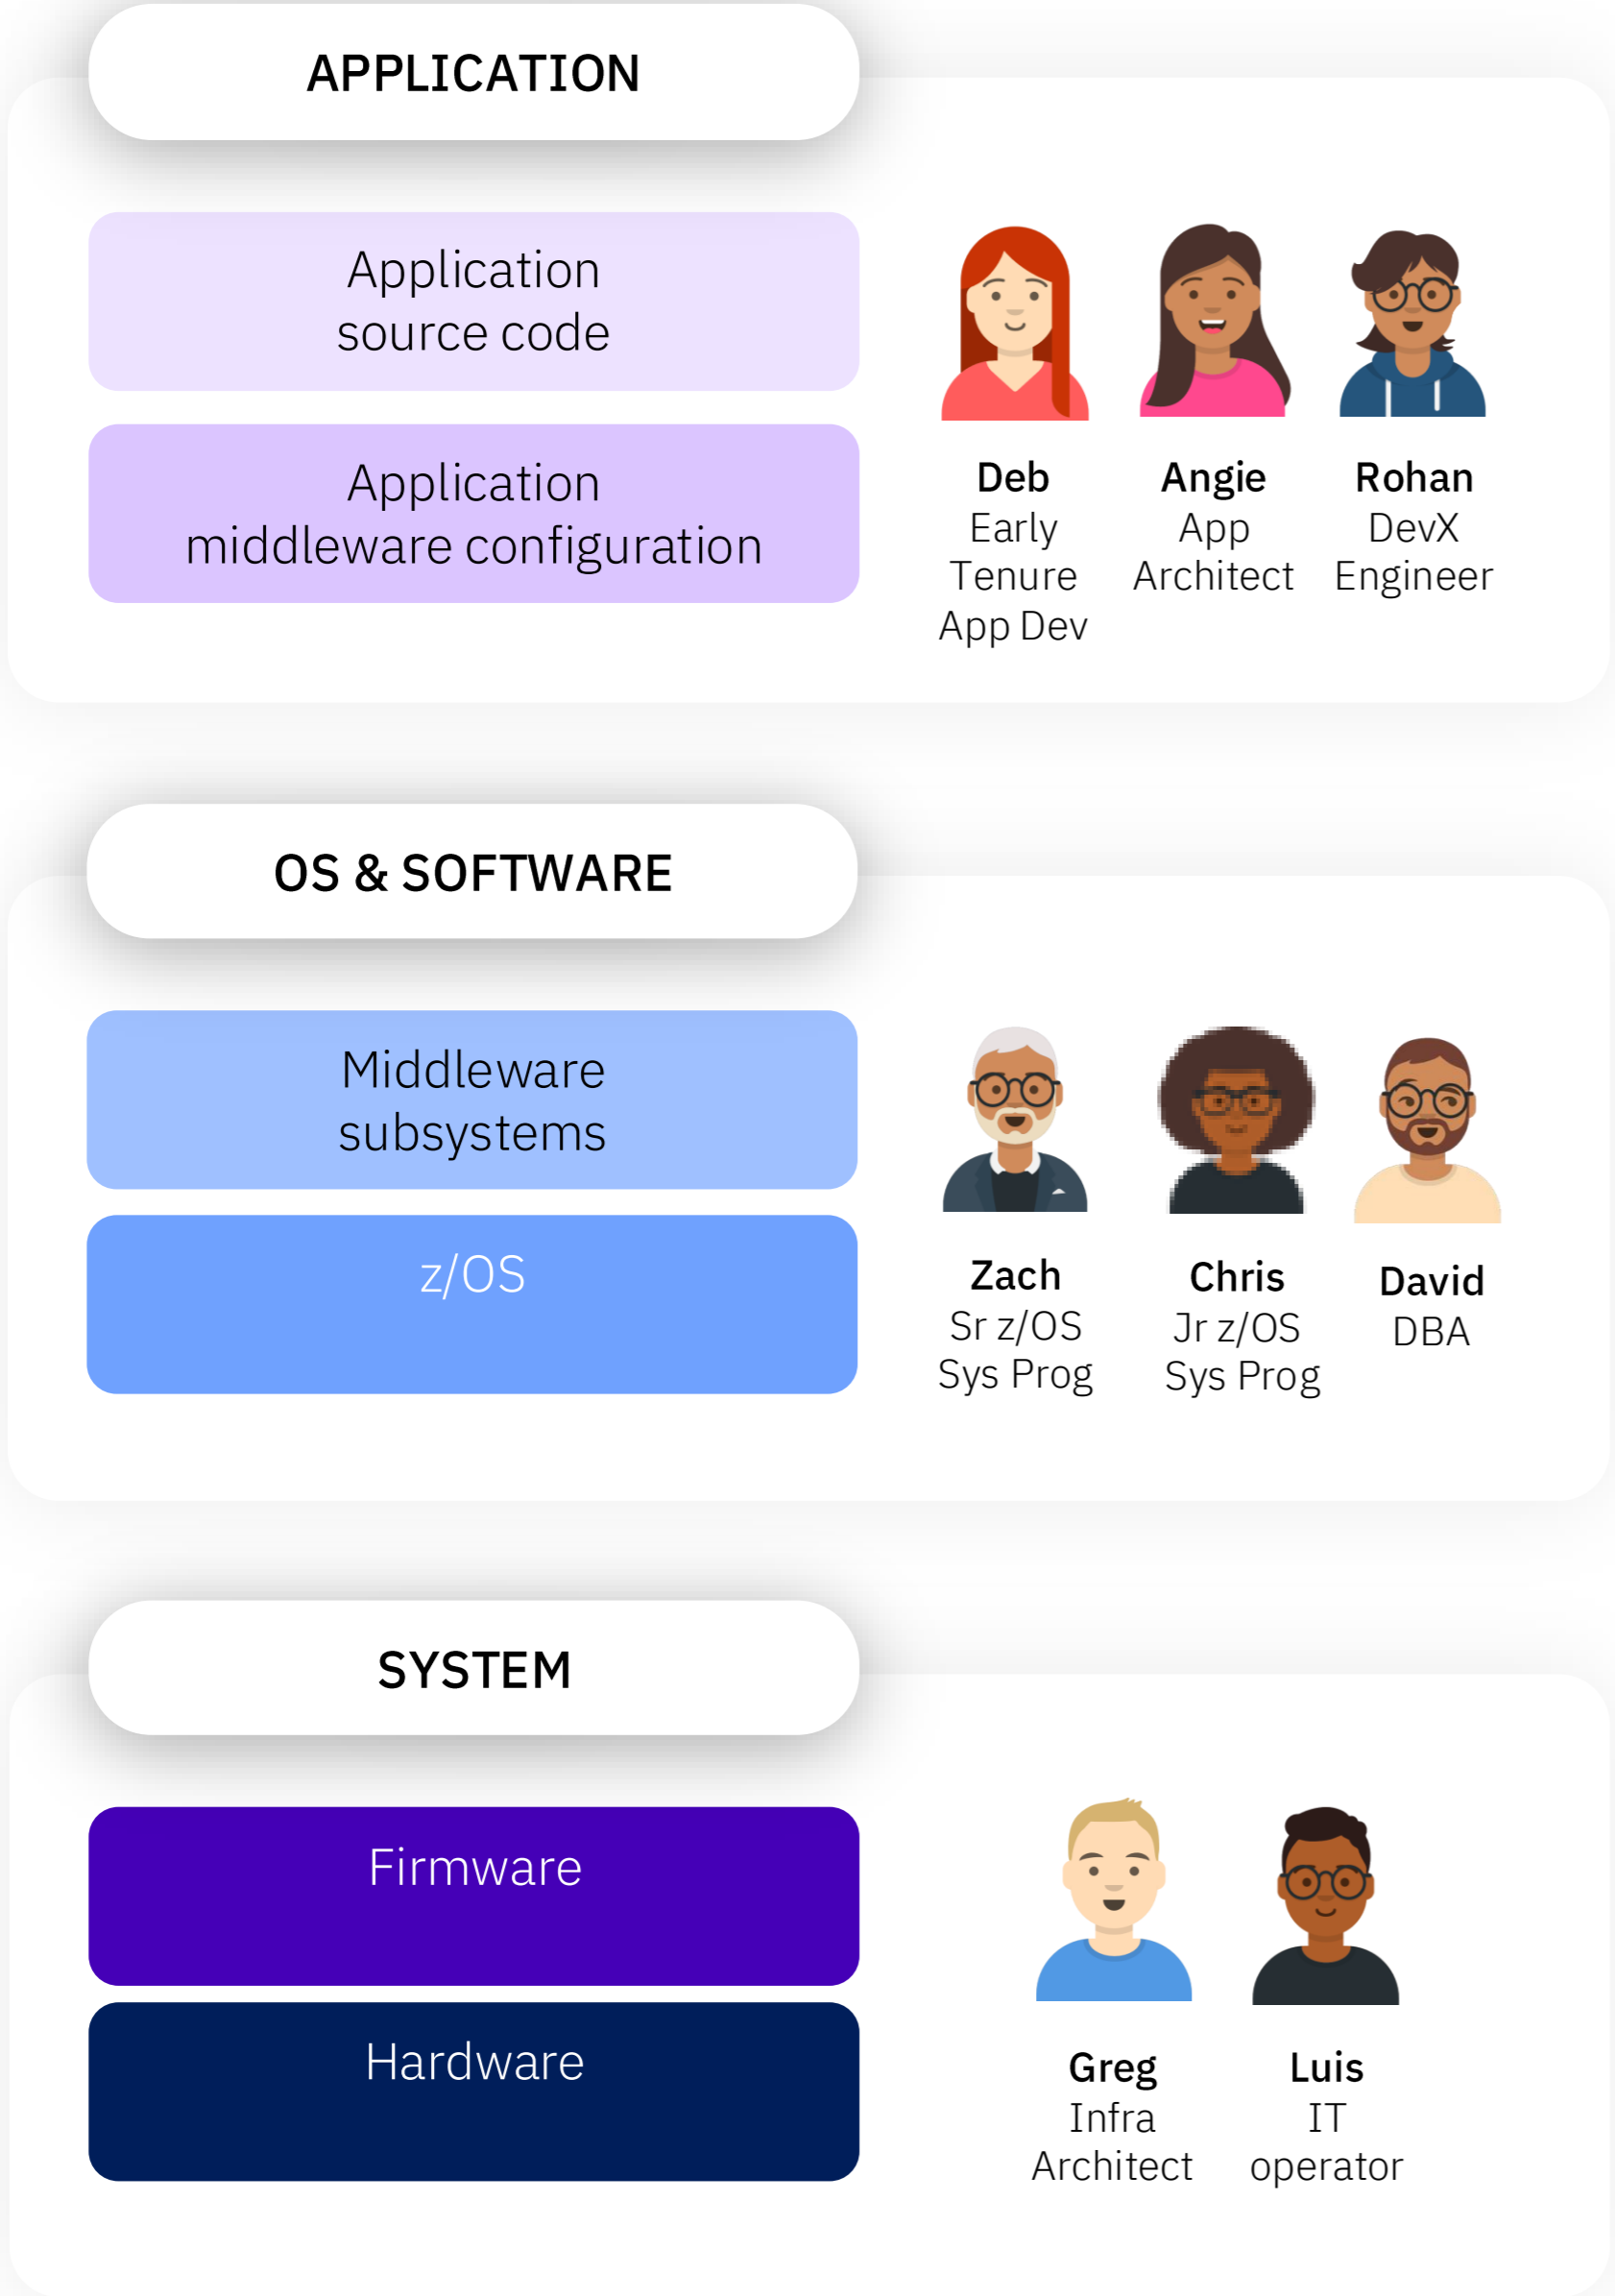 APPLICATION
Application
source code
Application
middleware configuration
Deb
Early
Tenure
App Dev
Angie
App
Architect
Rohan
DevX
Engineer
OS & SOFTWARE
Middleware
subsystems
z/OS
Zach
Sr z/OS
Sys Prog
Chris
Jr z/OS
Sys Prog
David
DBA
SYSTEM
Firmware
Hardware
Greg
Infra
Architect
Luis
IT
operator